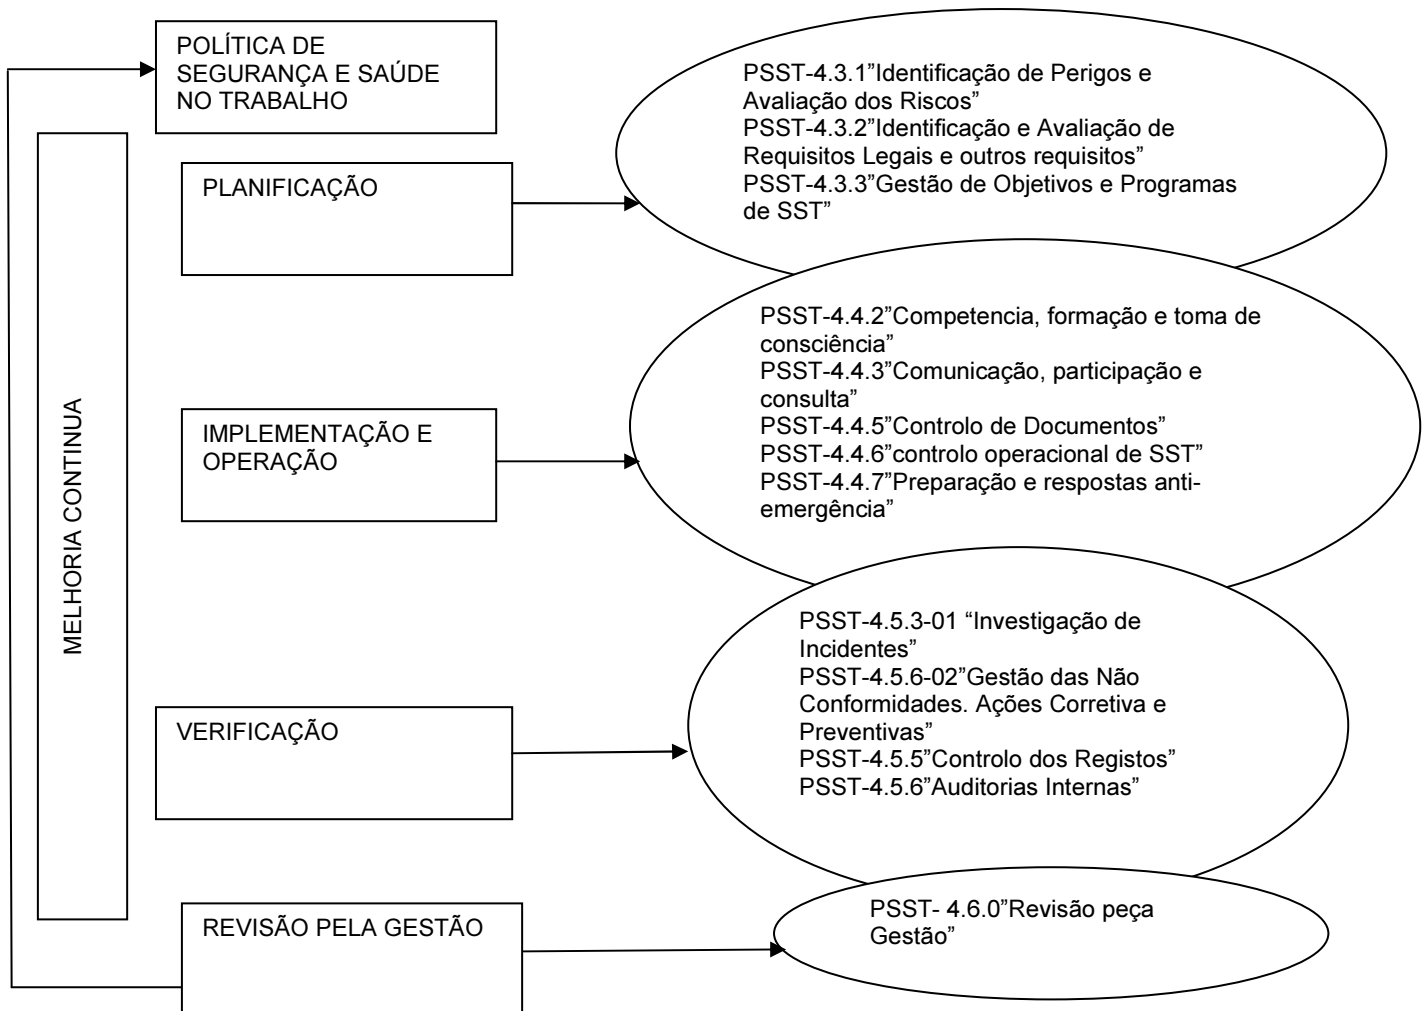 POLÍTICA DE
SEGURANÇA E SAÚDE
NO TRABALHO
PSST-4.3.1”Identificação de Perigos e
Avaliação dos Riscos”
PSST-4.3.2”Identificação e Avaliação de
Requisitos Legais e outros requisitos”
PSST-4.3.3”Gestão de Objetivos e Programas
de SST”
PLANIFICAÇÃO
MELHORIA CONTINUA
IMPLEMENTAÇÃO E
OPERAÇÃO
PSST-4.4.2”Competencia, formação e toma de
consciência”
PSST-4.4.3”Comunicação, participação e
consulta”
PSST-4.4.5”Controlo de Documentos”
PSST-4.4.6”controlo operacional de SST”
PSST-4.4.7”Preparação e respostas anti-
emergência”
VERIFICAÇÃO
PSST-4.5.3-01 “Investigação de
Incidentes”
PSST-4.5.6-02”Gestão das Não
Conformidades. Ações Corretiva e
Preventivas”
PSST-4.5.5”Controlo dos Registos”
PSST-4.5.6”Auditorias Internas”
REVISÃO PELA GESTÃO
PSST- 4.6.0”Revisão peça
Gestão”